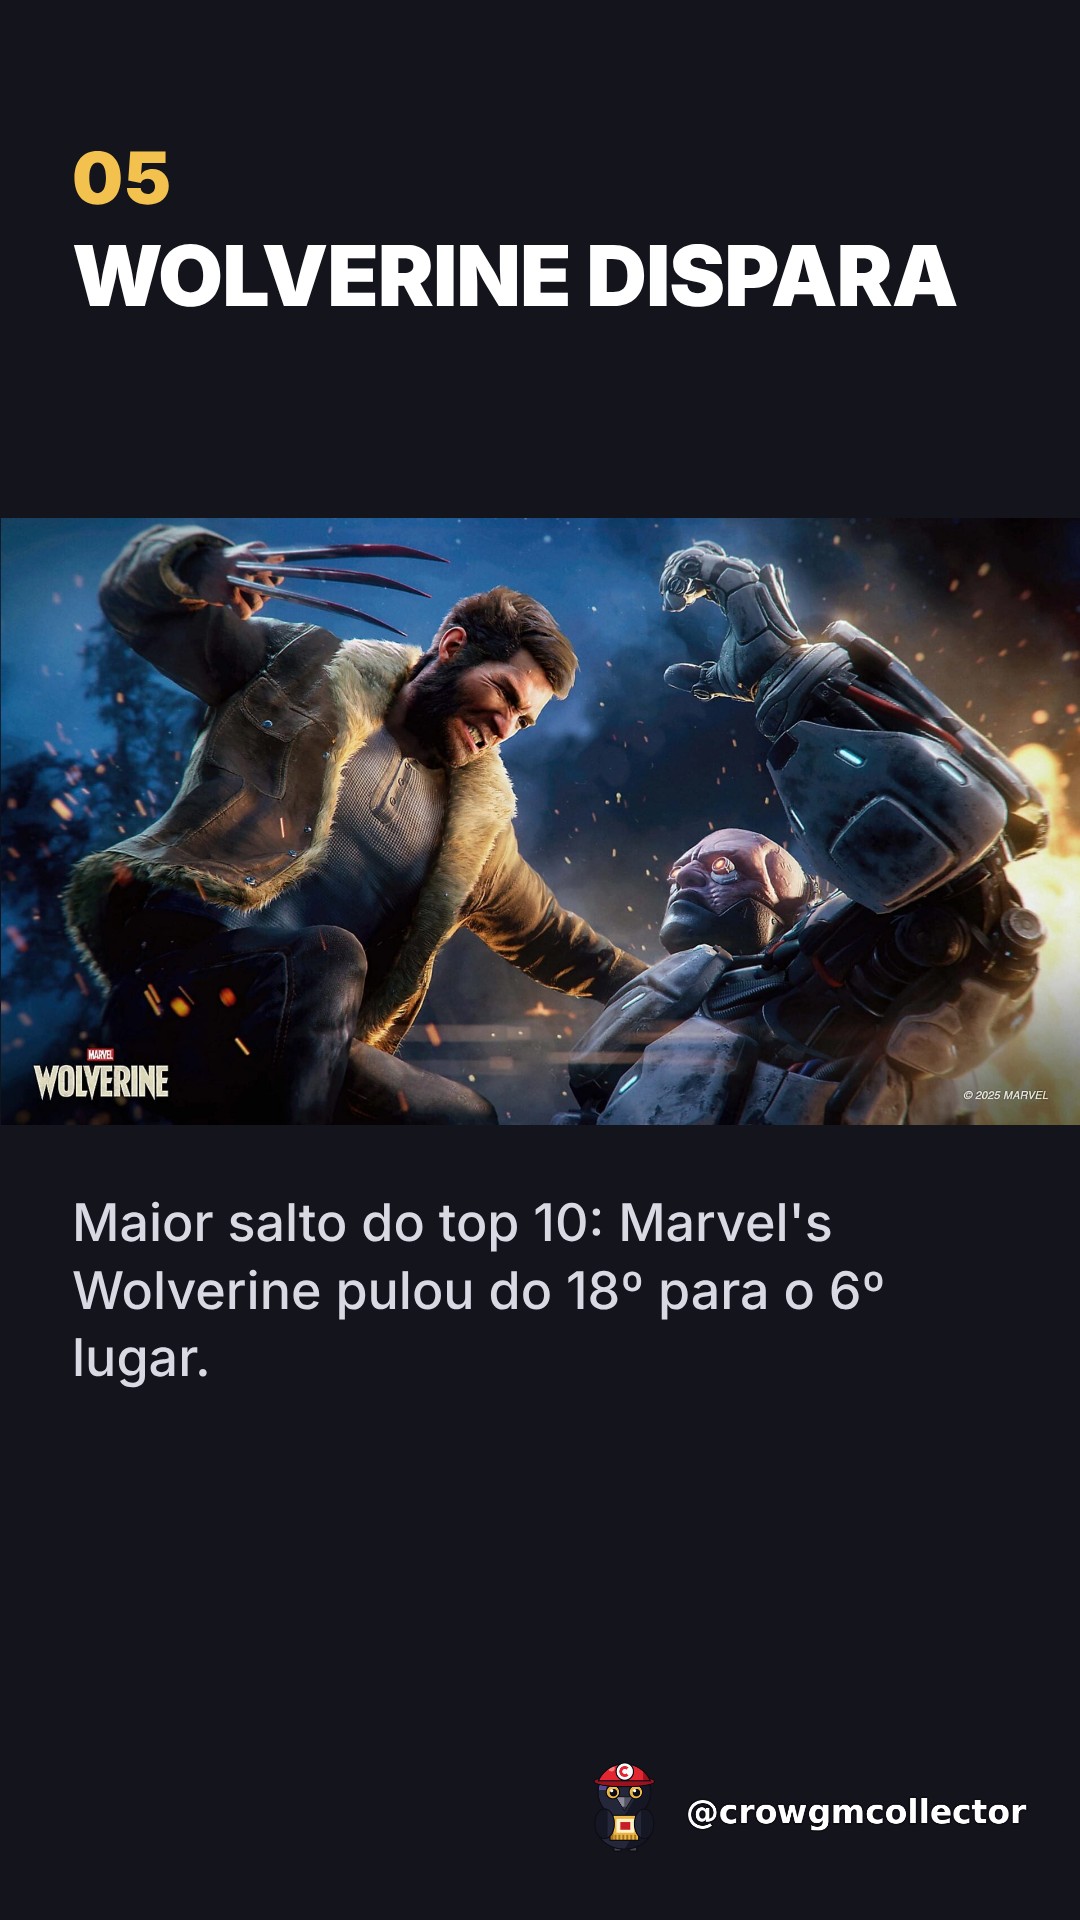 05
WOLVERINE DISPARA
MARVEL
WOLVERINE
© 2025 MARVEL
Maior salto do top 10: Marvel's
Wolverine pulou do 18º para o 6º
lugar.
C
@crowgmcollector